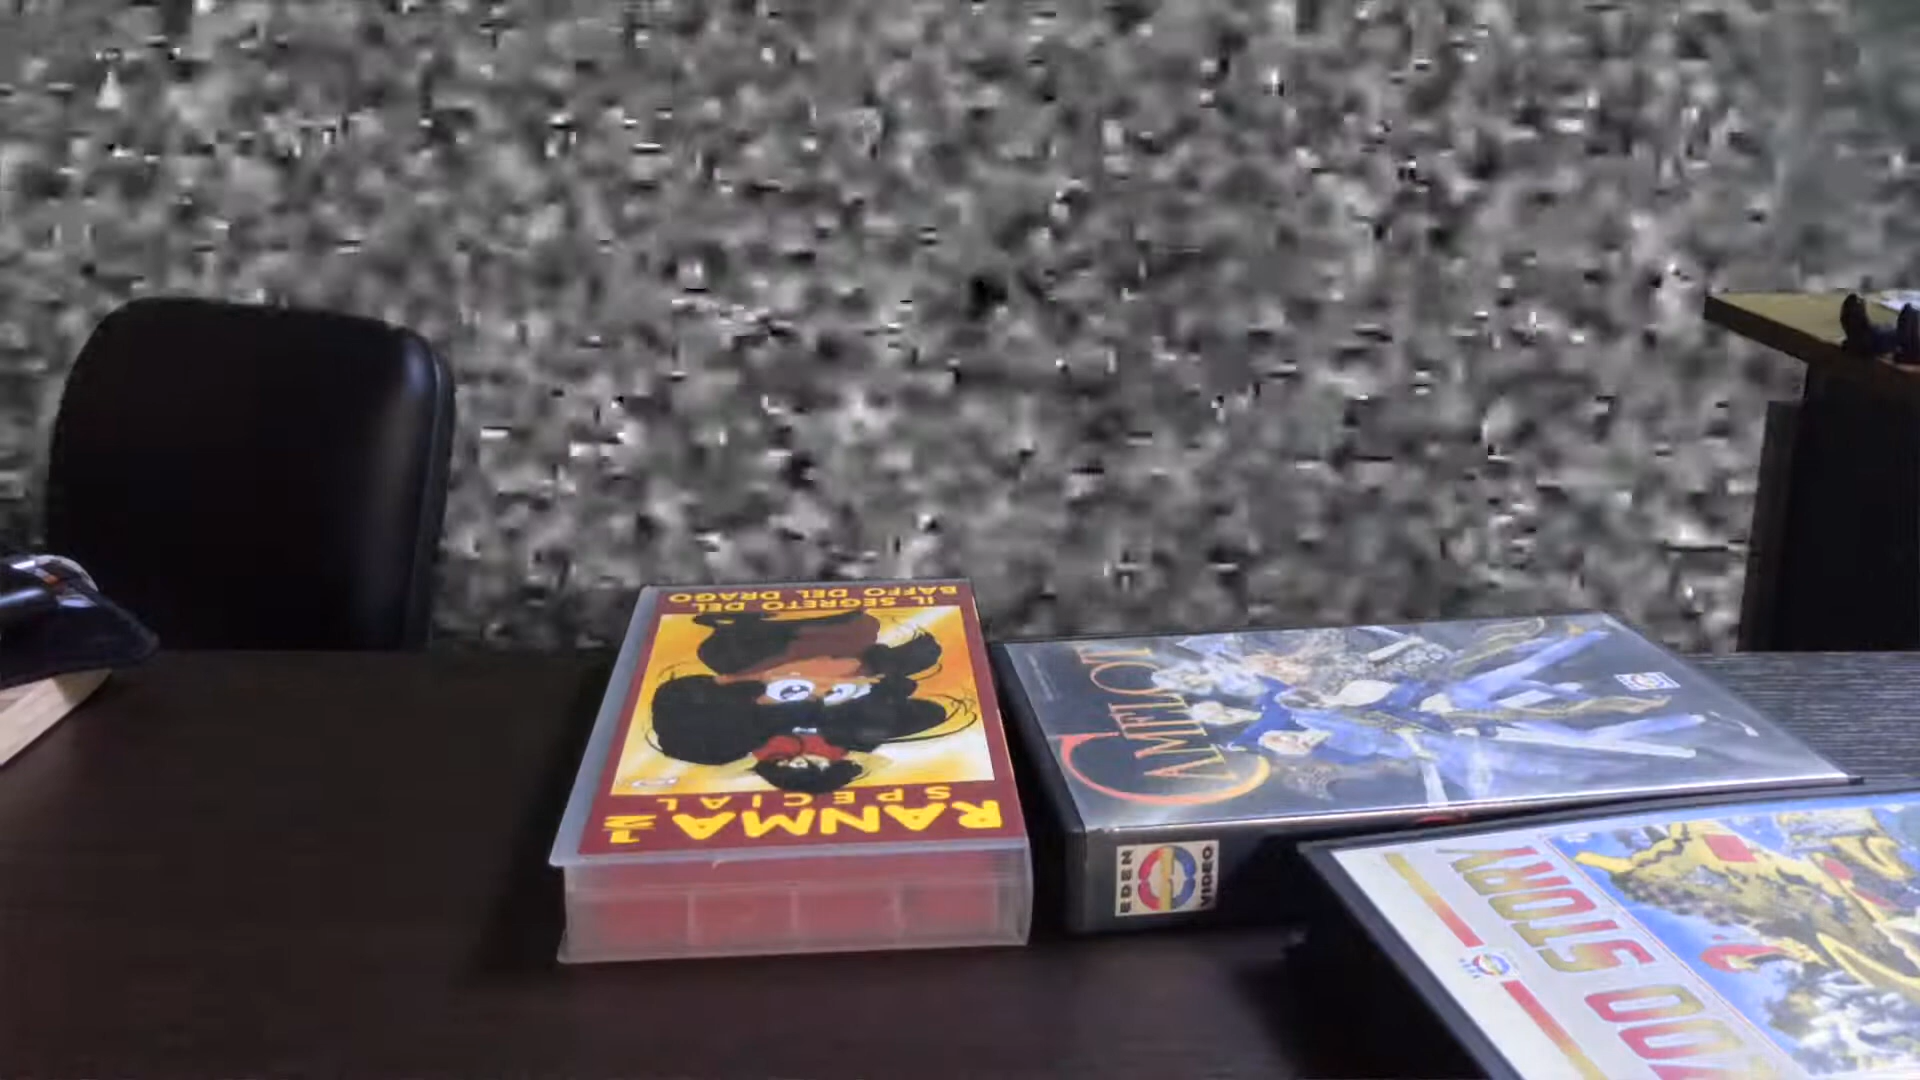 RANMA ½
SPECIAL
IL SEGRETO DEL
BAFFO DEL DRAGO
CAMELOT
EDEN
VIDEO
STORY